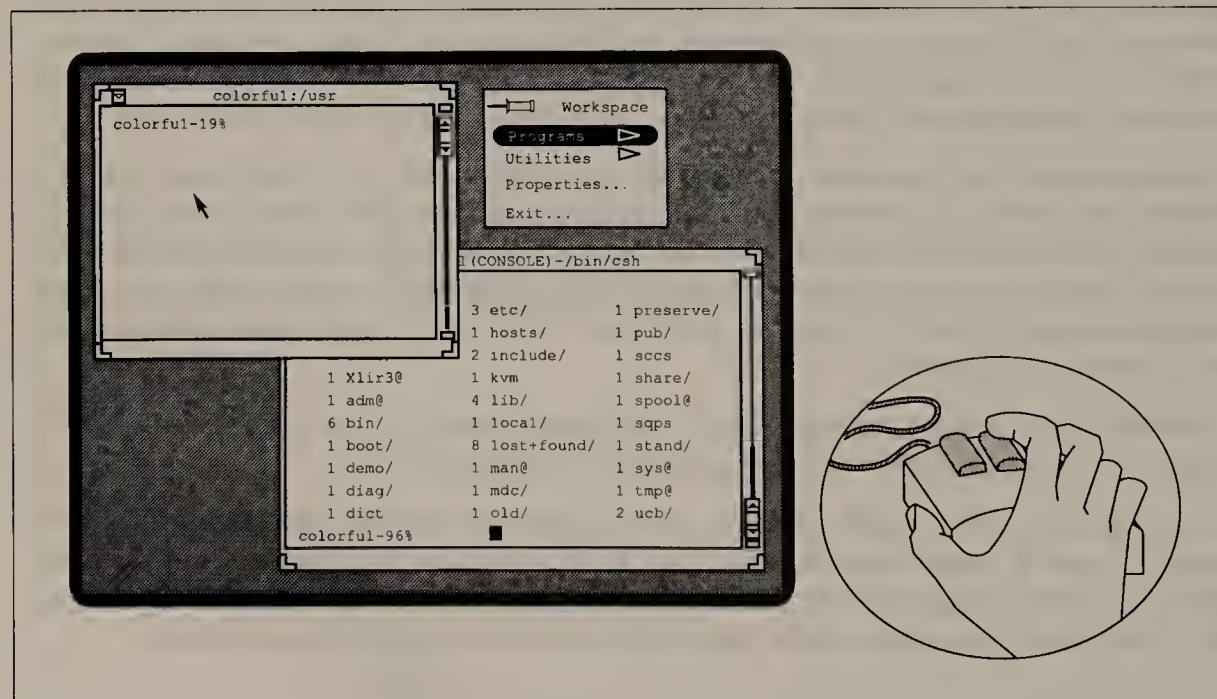 colorful:/usr
colorful-19%
Workspace
Programs
Utilities
Properties...
Exit...
l(CONSOLE)-/bin/csh
3 etc/ 1 preserve/
1 hosts/ 1 pub/
2 include/ 1 sccs
1 Xlir3@ 1 kvm 1 share/
1 adm@ 4 lib/ 1 spool@
6 bin/ 1 local/ 1 sqps
1 boot/ 8 lost+found/ 1 stand/
1 demo/ 1 man@ 1 sys@
1 diag/ 1 mdc/ 1 tmp@
1 dict 1 old/ 2 ucb/
colorful-96%